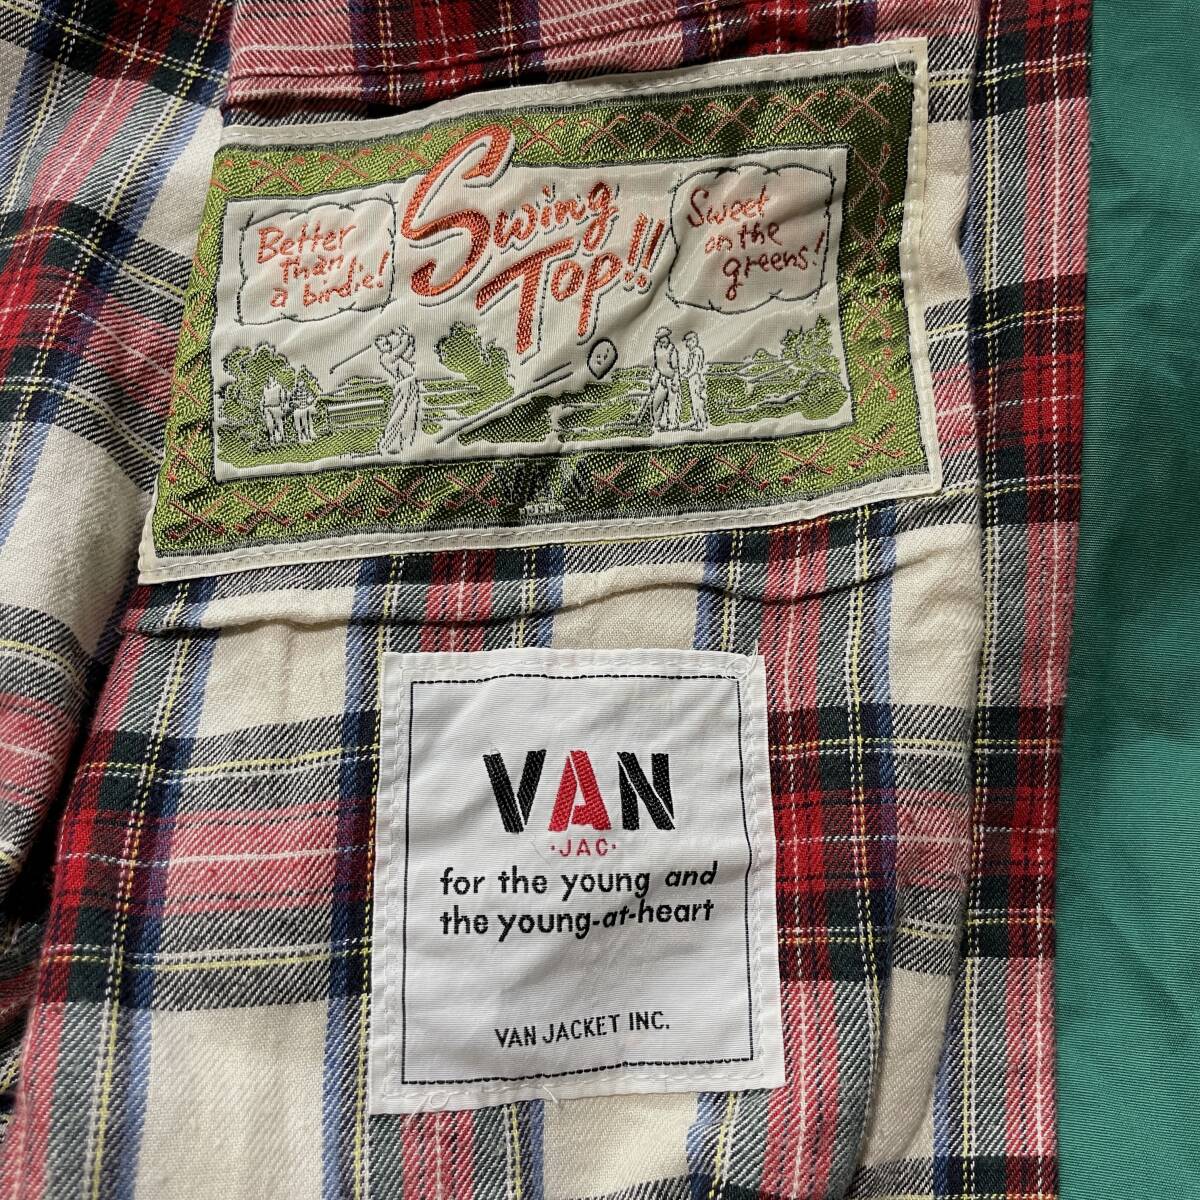 Better
than
a birdie!
Swing
Top!!
Sweet
on the
greens!
VAN
·JAC·
for the young and
the young-at-heart
VAN JACKET INC.